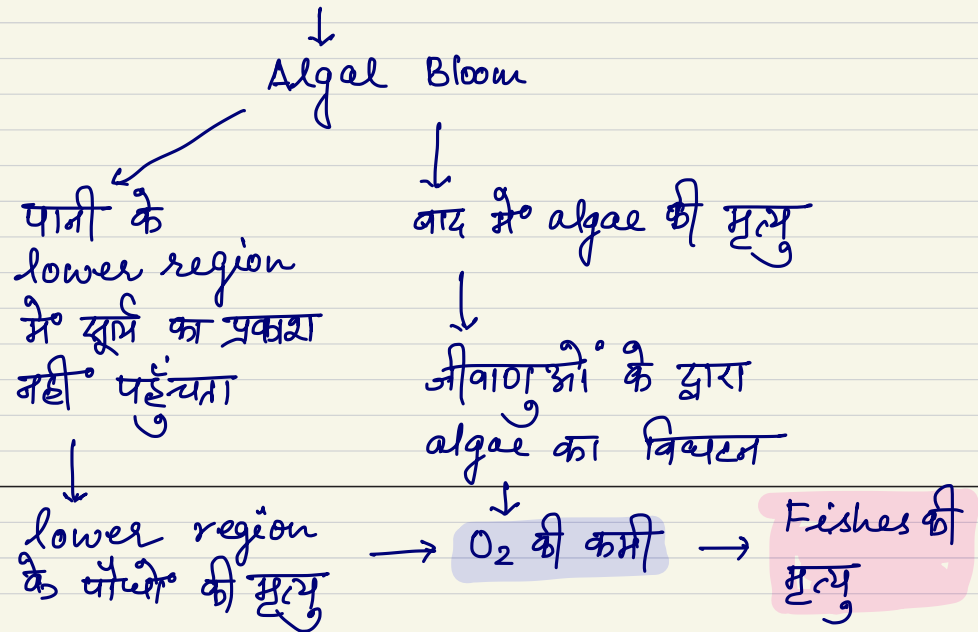 Algal Bloom
पानी के
lower region
में सूर्य का प्रकाश
नहीं पहुँचता
lower region
के पौधों की मृत्यु
बाद में algae की मृत्यु
जीवाणुओं के द्वारा
algae का विघटन
O₂ की कमी
Fishes की
मृत्यु